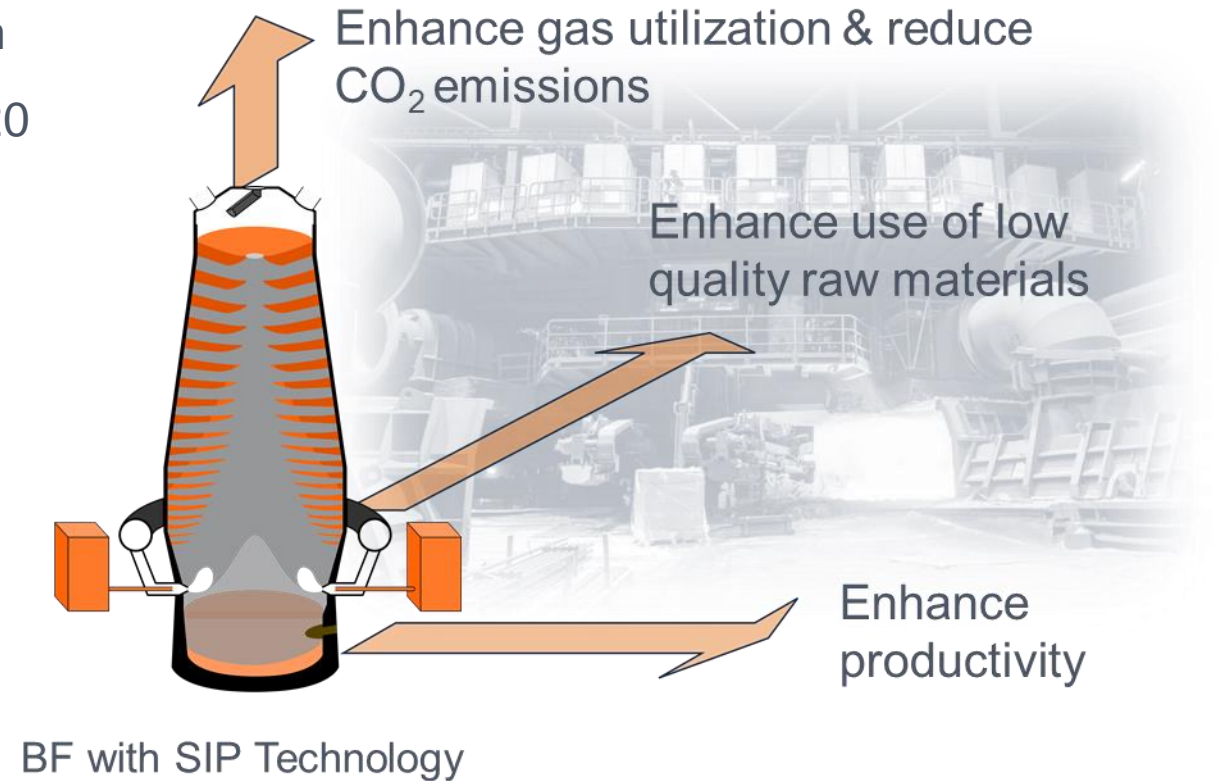 Enhance gas utilization & reduce
CO₂ emissions
Enhance use of low
quality raw materials
Enhance
productivity
BF with SIP Technology